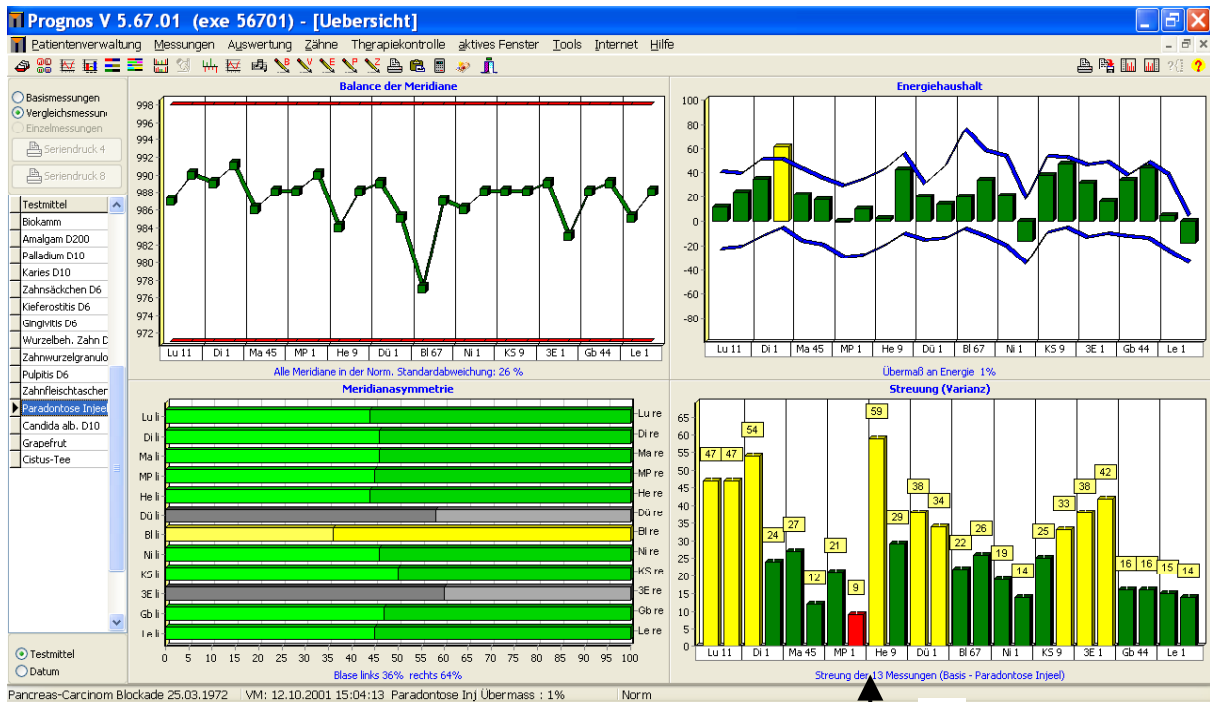 Prognos V 5.67.01 (exe 56701) - [Uebersicht]
Patientenverwaltung Messungen Auswertung Zähne Therapiekontrolle aktives Fenster Tools Internet Hilfe
Basismessungen
Vergleichsmessun
Einzelmessungen
Seriendruck 4
Seriendruck 8
Testmittel
Biokamm
Amalgam D200
Palladium D10
Karies D10
Zahnsäckchen D6
Kieferostitis D6
Gingivitis D6
Wurzelbeh. Zahn D
Zahnwurzelgranulo
Pulpitis D6
Zahnfleischtascher
Paradontose Injeel
Candida alb. D10
Grapefrut
Cistus-Tee
Testmittel
Datum
Balance der Meridiane
998
996
994
992
990
988
986
984
982
980
978
976
974
972
Lu 11 Di 1 Ma 45 MP 1 He 9 Dü 1 Bl 67 Ni 1 KS 9 3E 1 Gb 44 Le 1
Alle Meridiane in der Norm. Standardabweichung: 26 %
Energiehaushalt
100
80
60
40
20
0
-20
-40
-60
-80
Lu 11 Di 1 Ma 45 MP 1 He 9 Dü 1 Bl 67 Ni 1 KS 9 3E 1 Gb 44 Le 1
Übermaß an Energie 1%
Meridianasymmetrie
Lu li Lu re
Di li Di re
Ma li Ma re
MP li MP re
He li He re
Dü li Dü re
Bl li Bl re
Ni li Ni re
KS li KS re
3E li 3E re
Gb li Gb re
Le li Le re
0 5 10 15 20 25 30 35 40 45 50 55 60 65 70 75 80 85 90 95 100
Blase links 36% rechts 64%
Streuung (Varianz)
65
60
55
50
45
40
35
30
25
20
15
10
5
0
47 47 54 24 27 12 21 9 59 29 38 34 22 26 19 14 25 33 38 42 16 16 15 14
Lu 11 Di 1 Ma 45 MP 1 He 9 Dü 1 Bl 67 Ni 1 KS 9 3E 1 Gb 44 Le 1
Streung der 13 Messungen (Basis - Paradontose Injeel)
Pancreas-Carcinom Blockade 25.03.1972 VM: 12.10.2001 15:04:13 Paradontose Inj Übermass : 1% Norm